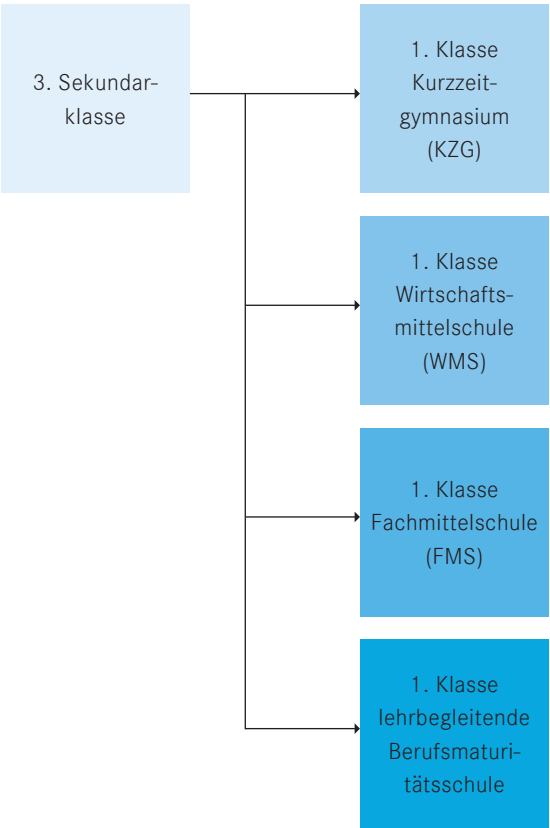 3. Sekundar-
klasse
1. Klasse
Kurzzeit-
gymnasium
(KZG)
1. Klasse
Wirtschafts-
mittelschule
(WMS)
1. Klasse
Fachmittelschule
(FMS)
1. Klasse
lehrbegleitende
Berufsmaturi-
tätsschule